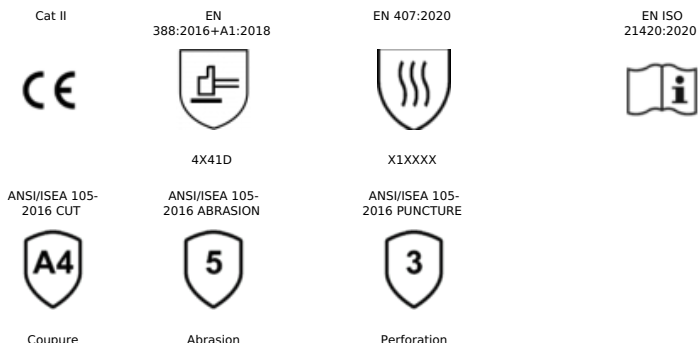 Cat II
EN
388:2016+A1:2018
EN 407:2020
EN ISO
21420:2020
CE
i
4X41D
X1XXXX
ANSI/ISEA 105-
2016 CUT
ANSI/ISEA 105-
2016 ABRASION
ANSI/ISEA 105-
2016 PUNCTURE
A4
5
3
Coupure
Abrasion
Perforation